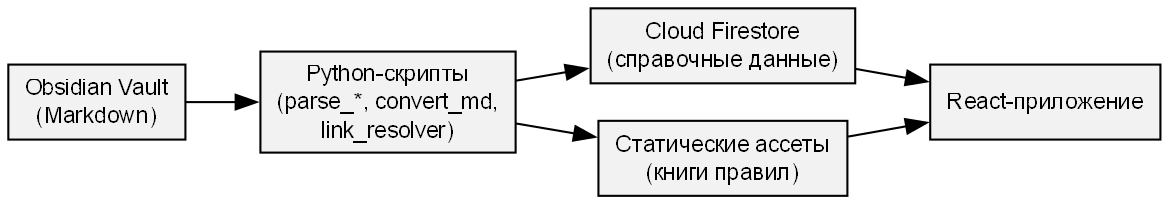 Obsidian Vault
(Markdown)
Python-скрипты
(parse_*, convert_md,
link_resolver)
Cloud Firestore
(справочные данные)
Статические ассеты
(книги правил)
React-приложение